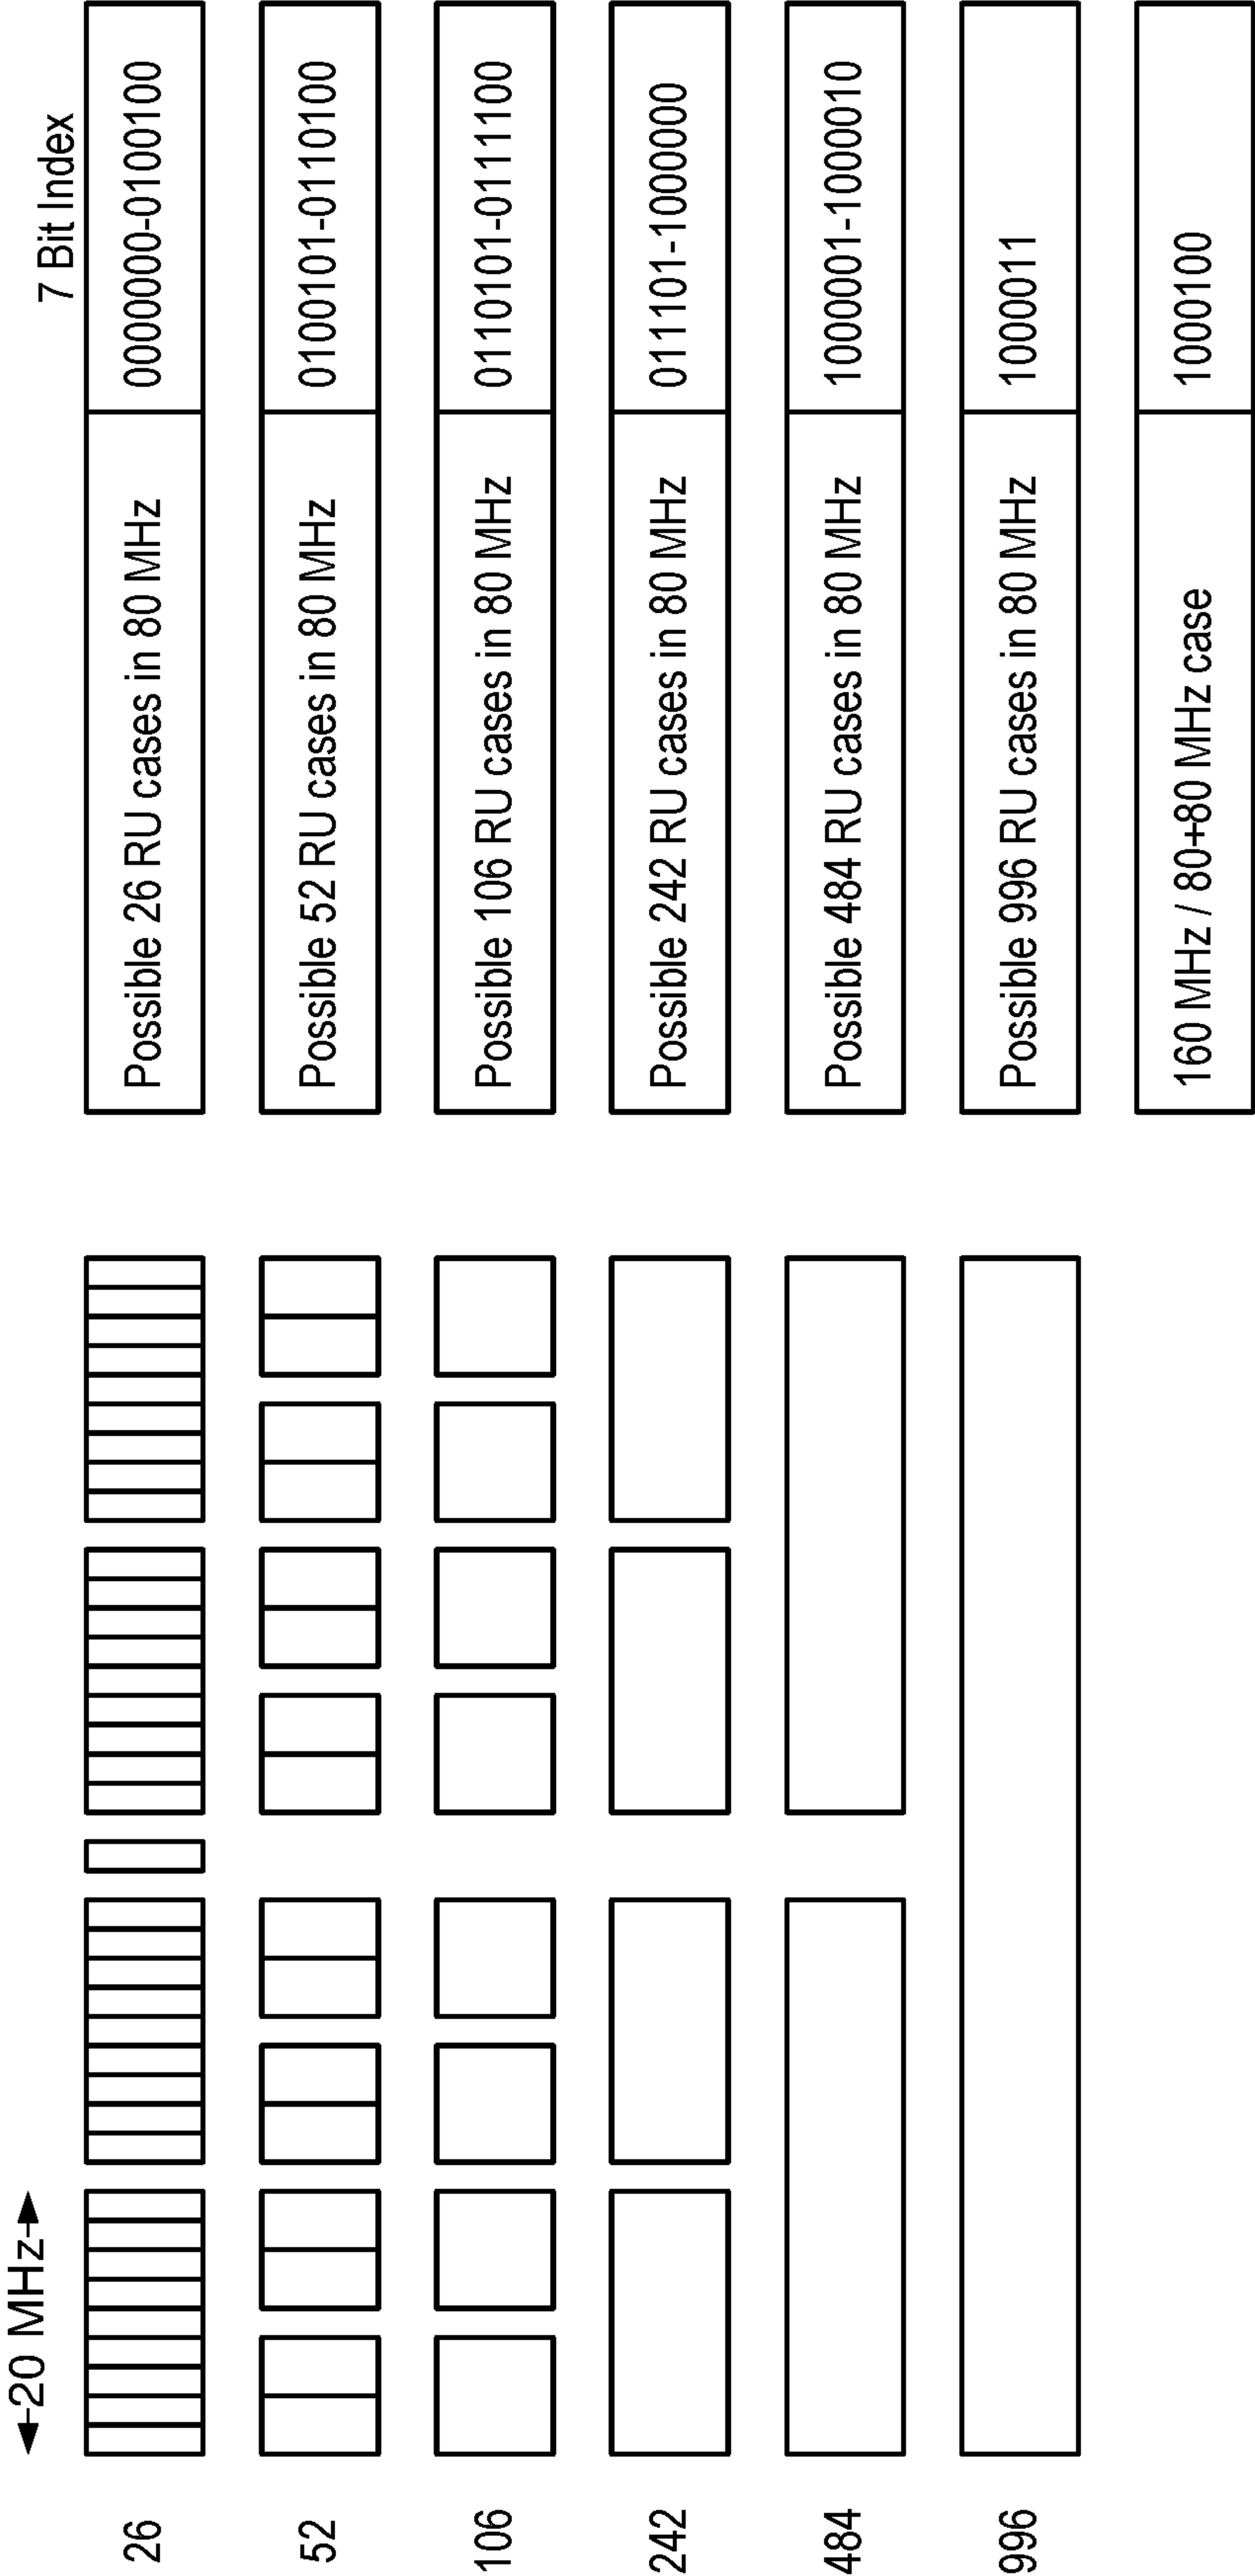 20 MHz
7 Bit Index
26
Possible 26 RU cases in 80 MHz 0000000-0100100
52
Possible 52 RU cases in 80 MHz 0100101-0110100
106
Possible 106 RU cases in 80 MHz 0110101-0111100
242
Possible 242 RU cases in 80 MHz 011101-1000000
484
Possible 484 RU cases in 80 MHz 1000001-1000010
996
Possible 996 RU cases in 80 MHz 1000011
160 MHz / 80+80 MHz case 1000100